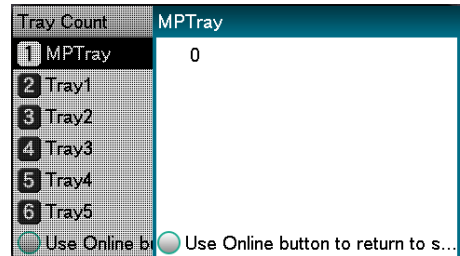 Tray Count
1 MPTray
2 Tray1
3 Tray2
4 Tray3
5 Tray4
6 Tray5
Use Online b
MPTray
0
Use Online button to return to s...